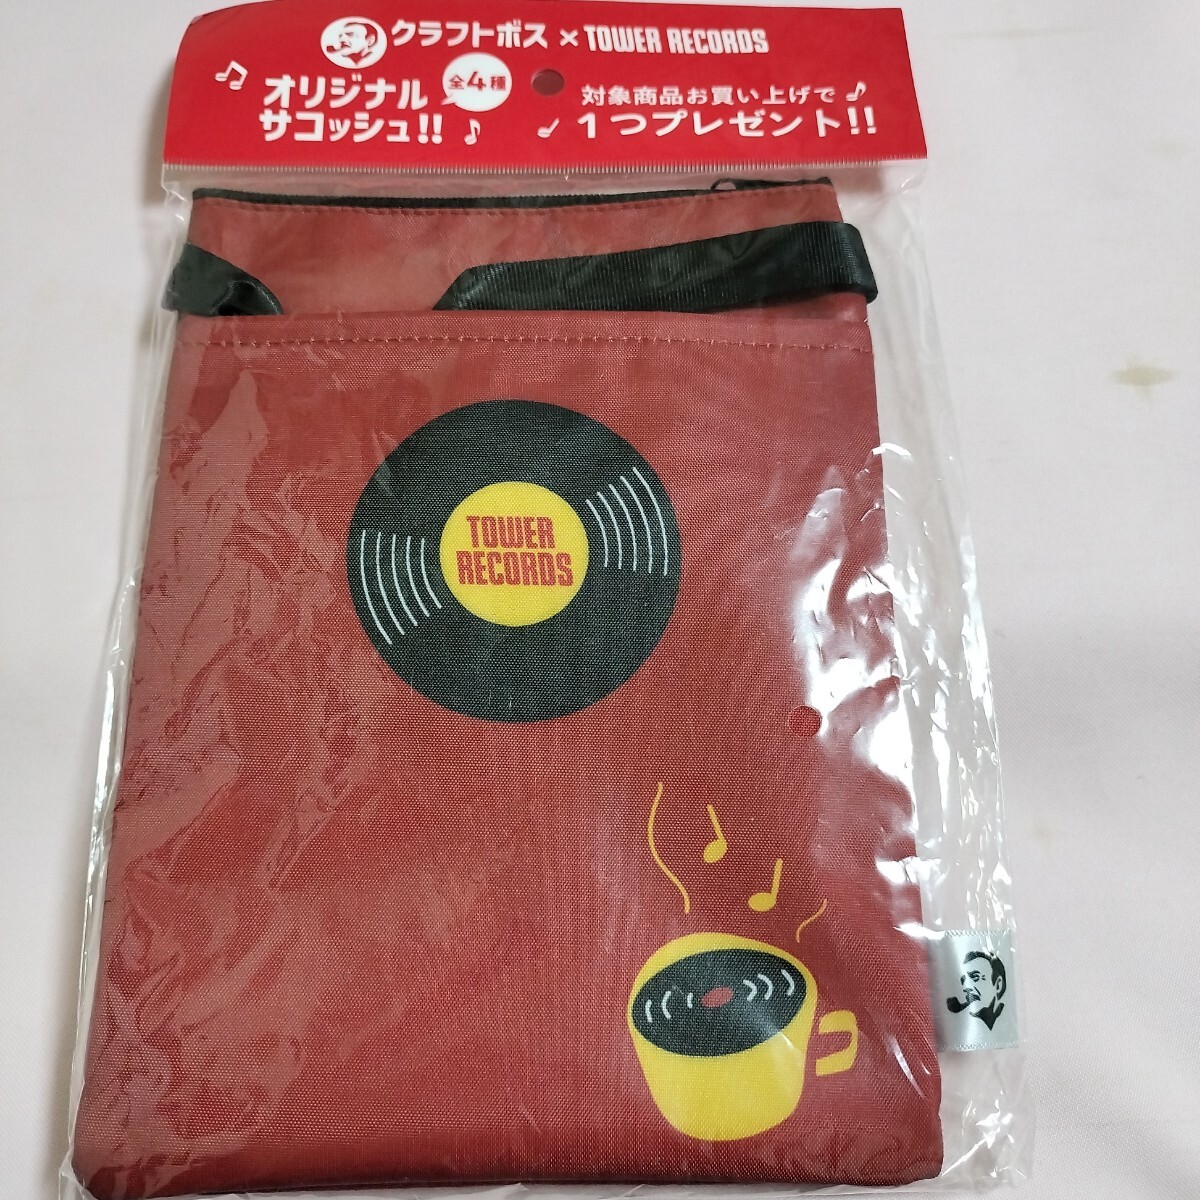 クラフトボス × TOWER RECORDS
オリジナル
サコッシュ!!
全4種
対象商品お買い上げで
1つプレゼント!!
TOWER
RECORDS